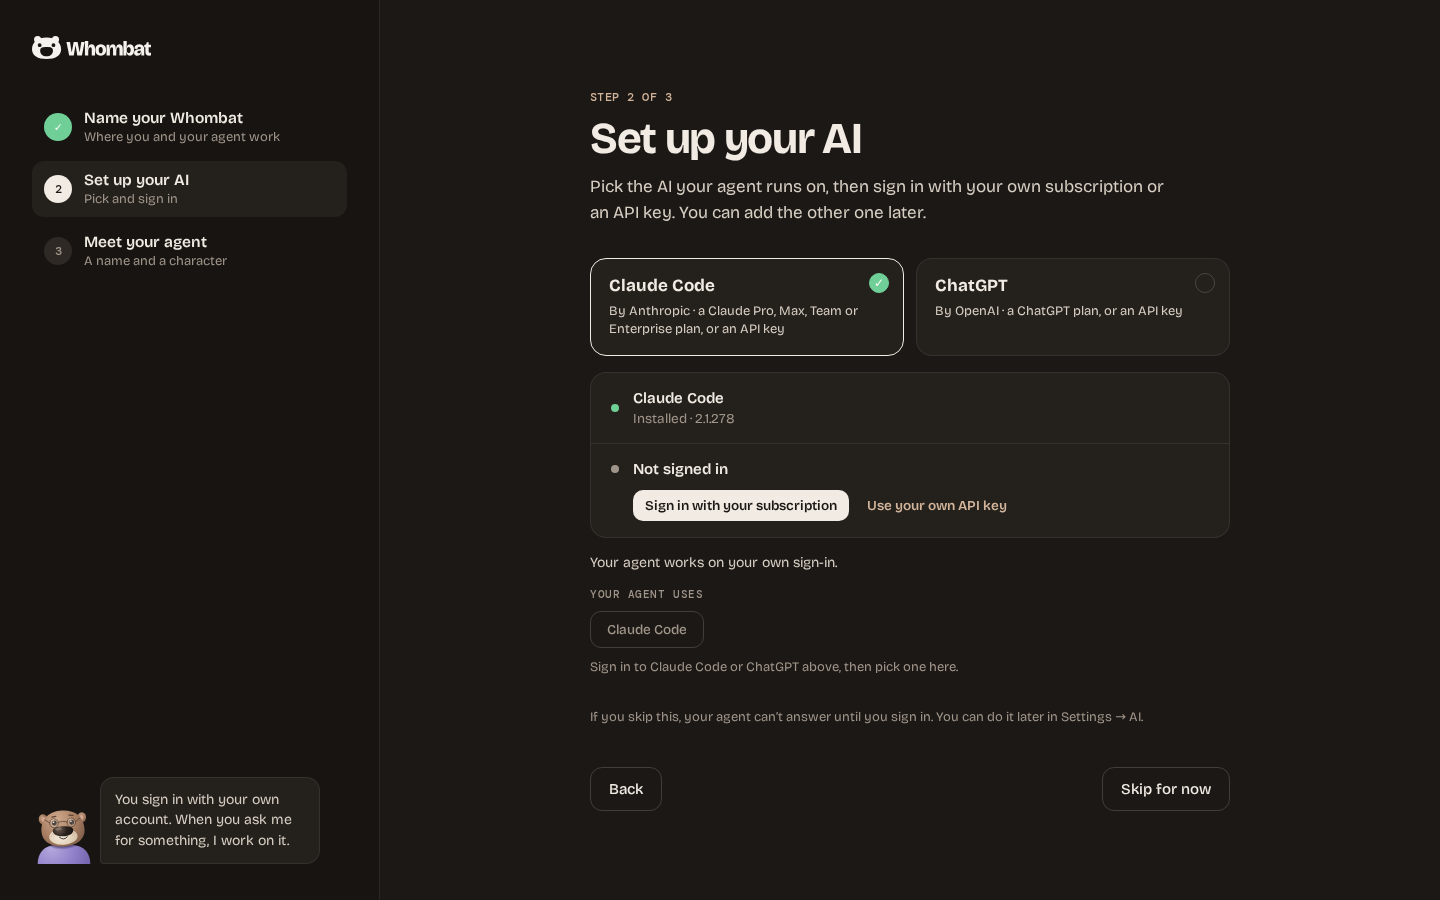 Whombat
✓
Name your Whombat
Where you and your agent work
2
Set up your AI
Pick and sign in
3
Meet your agent
A name and a character
You sign in with your own
account. When you ask me
for something, I work on it.
STEP 2 OF 3
Set up your AI
Pick the AI your agent runs on, then sign in with your own subscription or
an API key. You can add the other one later.
Claude Code
✓
By Anthropic · a Claude Pro, Max, Team or
Enterprise plan, or an API key
ChatGPT
By OpenAI · a ChatGPT plan, or an API key
Claude Code
Installed · 2.1.278
Not signed in
Sign in with your subscription
Use your own API key
Your agent works on your own sign-in.
YOUR AGENT USES
Claude Code
Sign in to Claude Code or ChatGPT above, then pick one here.
If you skip this, your agent can't answer until you sign in. You can do it later in Settings → AI.
Back
Skip for now